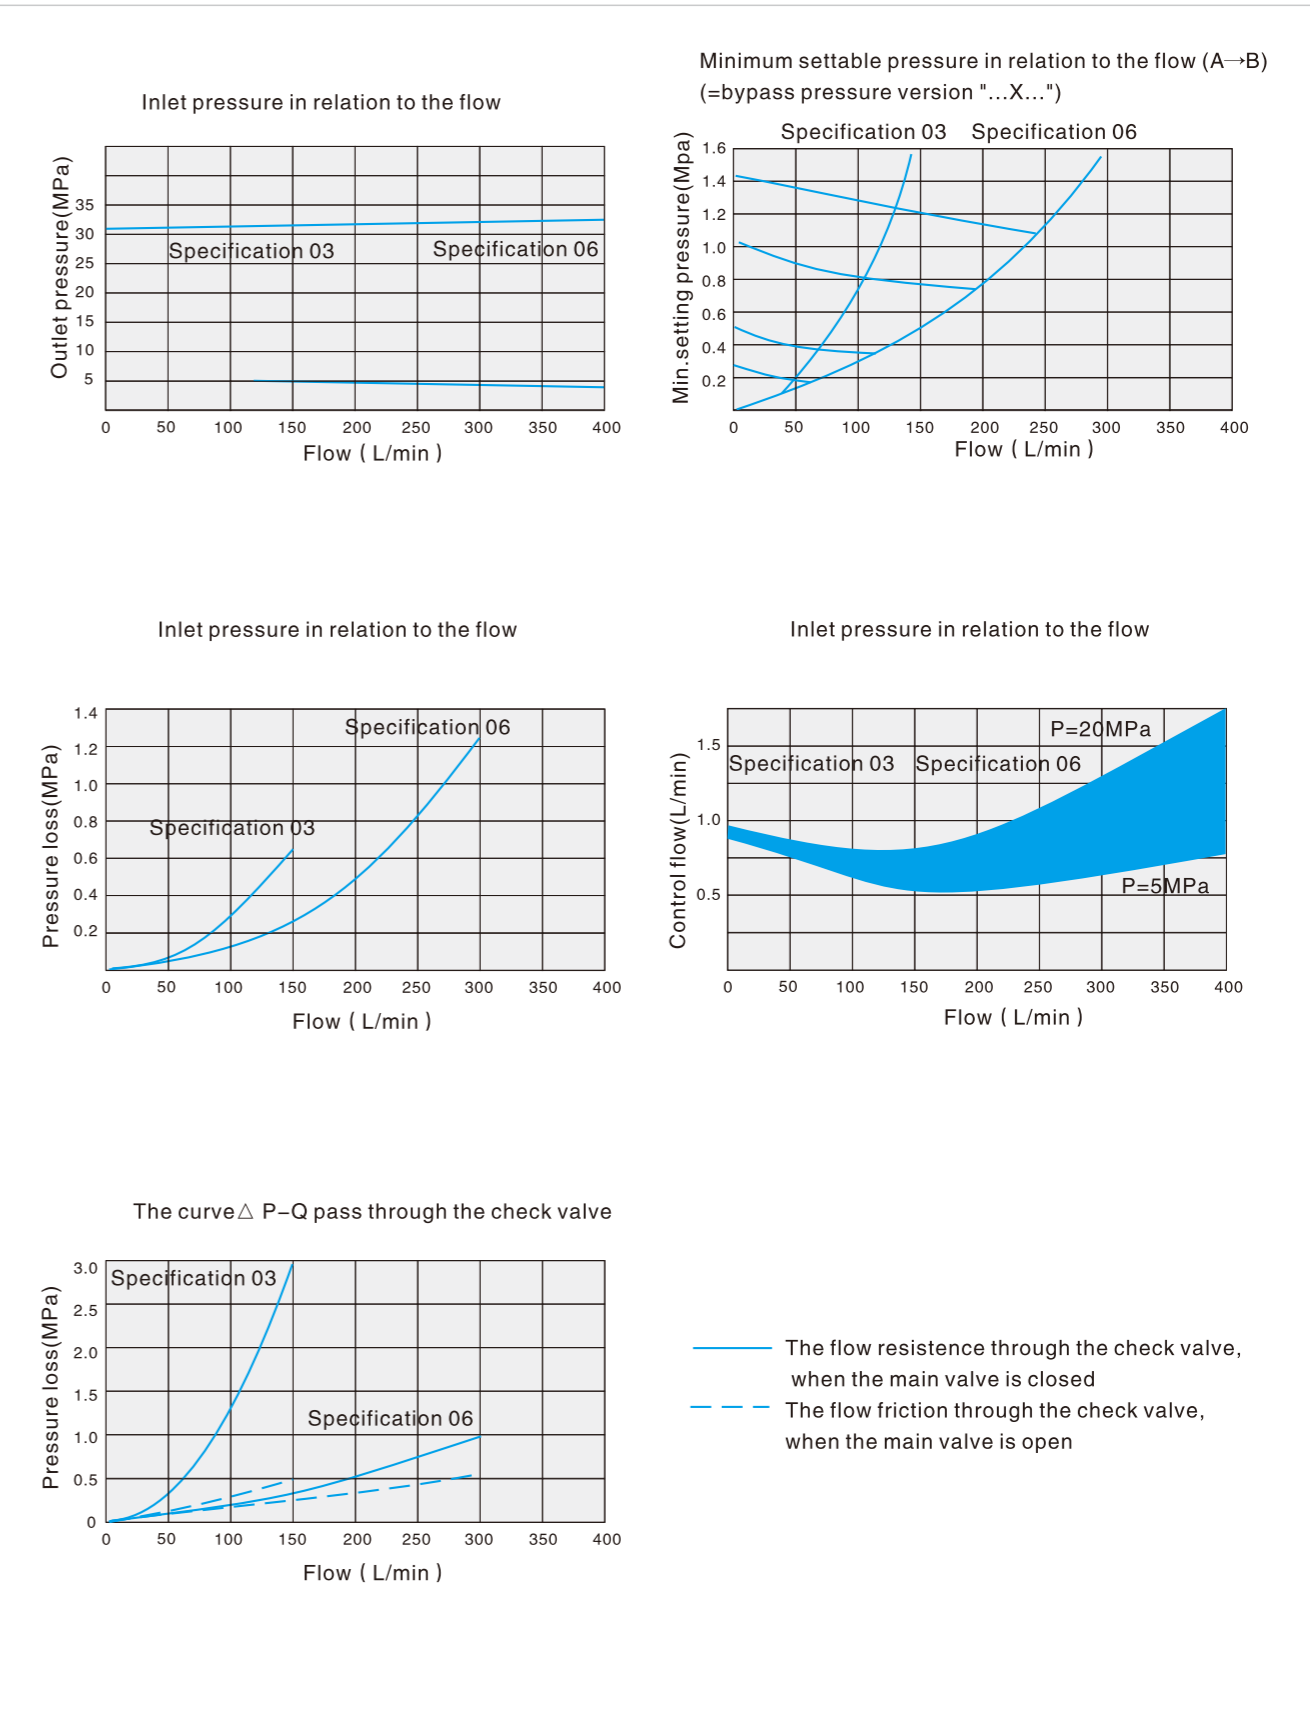 Inlet pressure in relation to the flow
Outlet pressure(MPa)
35
30
25
20
15
10
5
Specification 03
Specification 06
0 50 100 150 200 250 300 350 400
Flow ( L/min )
Minimum settable pressure in relation to the flow (A→B)
(=bypass pressure version "...X...")
Specification 03 Specification 06
Min.setting pressure(Mpa)
1.6
1.4
1.2
1.0
0.8
0.6
0.4
0.2
0 50 100 150 200 250 300 350 400
Flow ( L/min )
Inlet pressure in relation to the flow
Pressure loss(MPa)
1.4
1.2
1.0
0.8
0.6
0.4
0.2
Specification 06
Specification 03
0 50 100 150 200 250 300 350 400
Flow ( L/min )
Inlet pressure in relation to the flow
Control flow(L/min)
1.5
1.0
0.5
P=20MPa
Specification 03 Specification 06
P=5MPa
0 50 100 150 200 250 300 350 400
Flow ( L/min )
The curve△ P–Q pass through the check valve
Pressure loss(MPa)
3.0
2.5
2.0
1.5
1.0
0.5
0
Specification 03
Specification 06
0 50 100 150 200 250 300 350 400
Flow ( L/min )
The flow resistence through the check valve,
when the main valve is closed
The flow friction through the check valve,
when the main valve is open